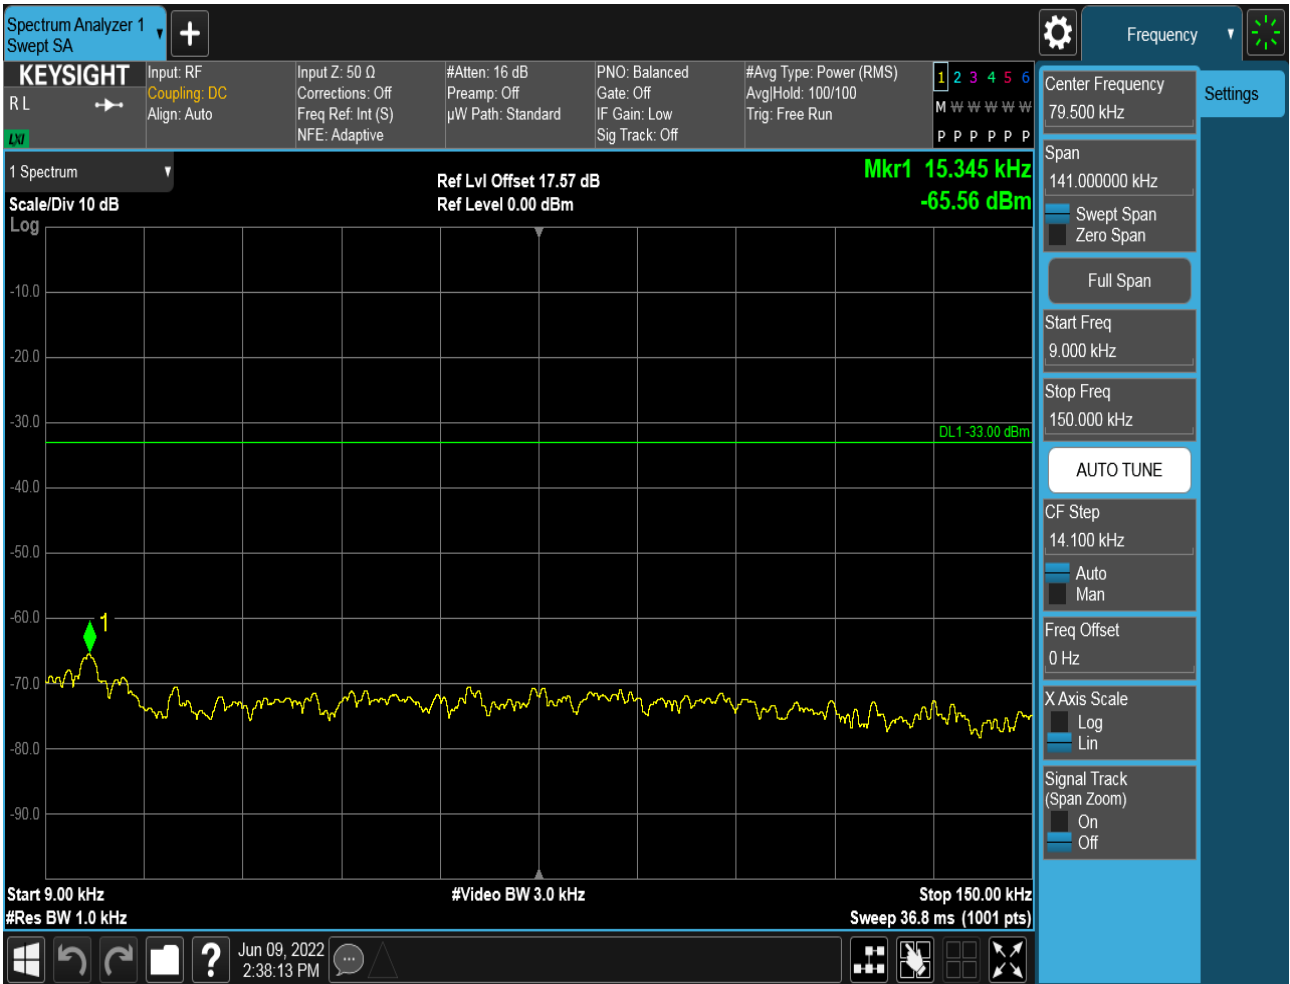 Spectrum Analyzer 1
Swept SA
Frequency
KEYSIGHT
R L
LXI
Input: RF
Coupling: DC
Align: Auto
Input Z: 50 Ω
Corrections: Off
Freq Ref: Int (S)
NFE: Adaptive
#Atten: 16 dB
Preamp: Off
µW Path: Standard
PNO: Balanced
Gate: Off
IF Gain: Low
Sig Track: Off
#Avg Type: Power (RMS)
Avg|Hold: 100/100
Trig: Free Run
1 2 3 4 5 6
M W W W W W
P P P P P P
1 Spectrum
Scale/Div 10 dB
Log
Ref Lvl Offset 17.57 dB
Ref Level 0.00 dBm
Mkr1 15.345 kHz
-65.56 dBm
-10.0
-20.0
-30.0
DL1 -33.00 dBm
-40.0
-50.0
-60.0
1
-70.0
-80.0
-90.0
Start 9.00 kHz
#Res BW 1.0 kHz
#Video BW 3.0 kHz
Stop 150.00 kHz
Sweep 36.8 ms (1001 pts)
Center Frequency
79.500 kHz
Settings
Span
141.000000 kHz
Swept Span
Zero Span
Full Span
Start Freq
9.000 kHz
Stop Freq
150.000 kHz
AUTO TUNE
CF Step
14.100 kHz
Auto
Man
Freq Offset
0 Hz
X Axis Scale
Log
Lin
Signal Track
(Span Zoom)
On
Off
?
Jun 09, 2022
2:38:13 PM